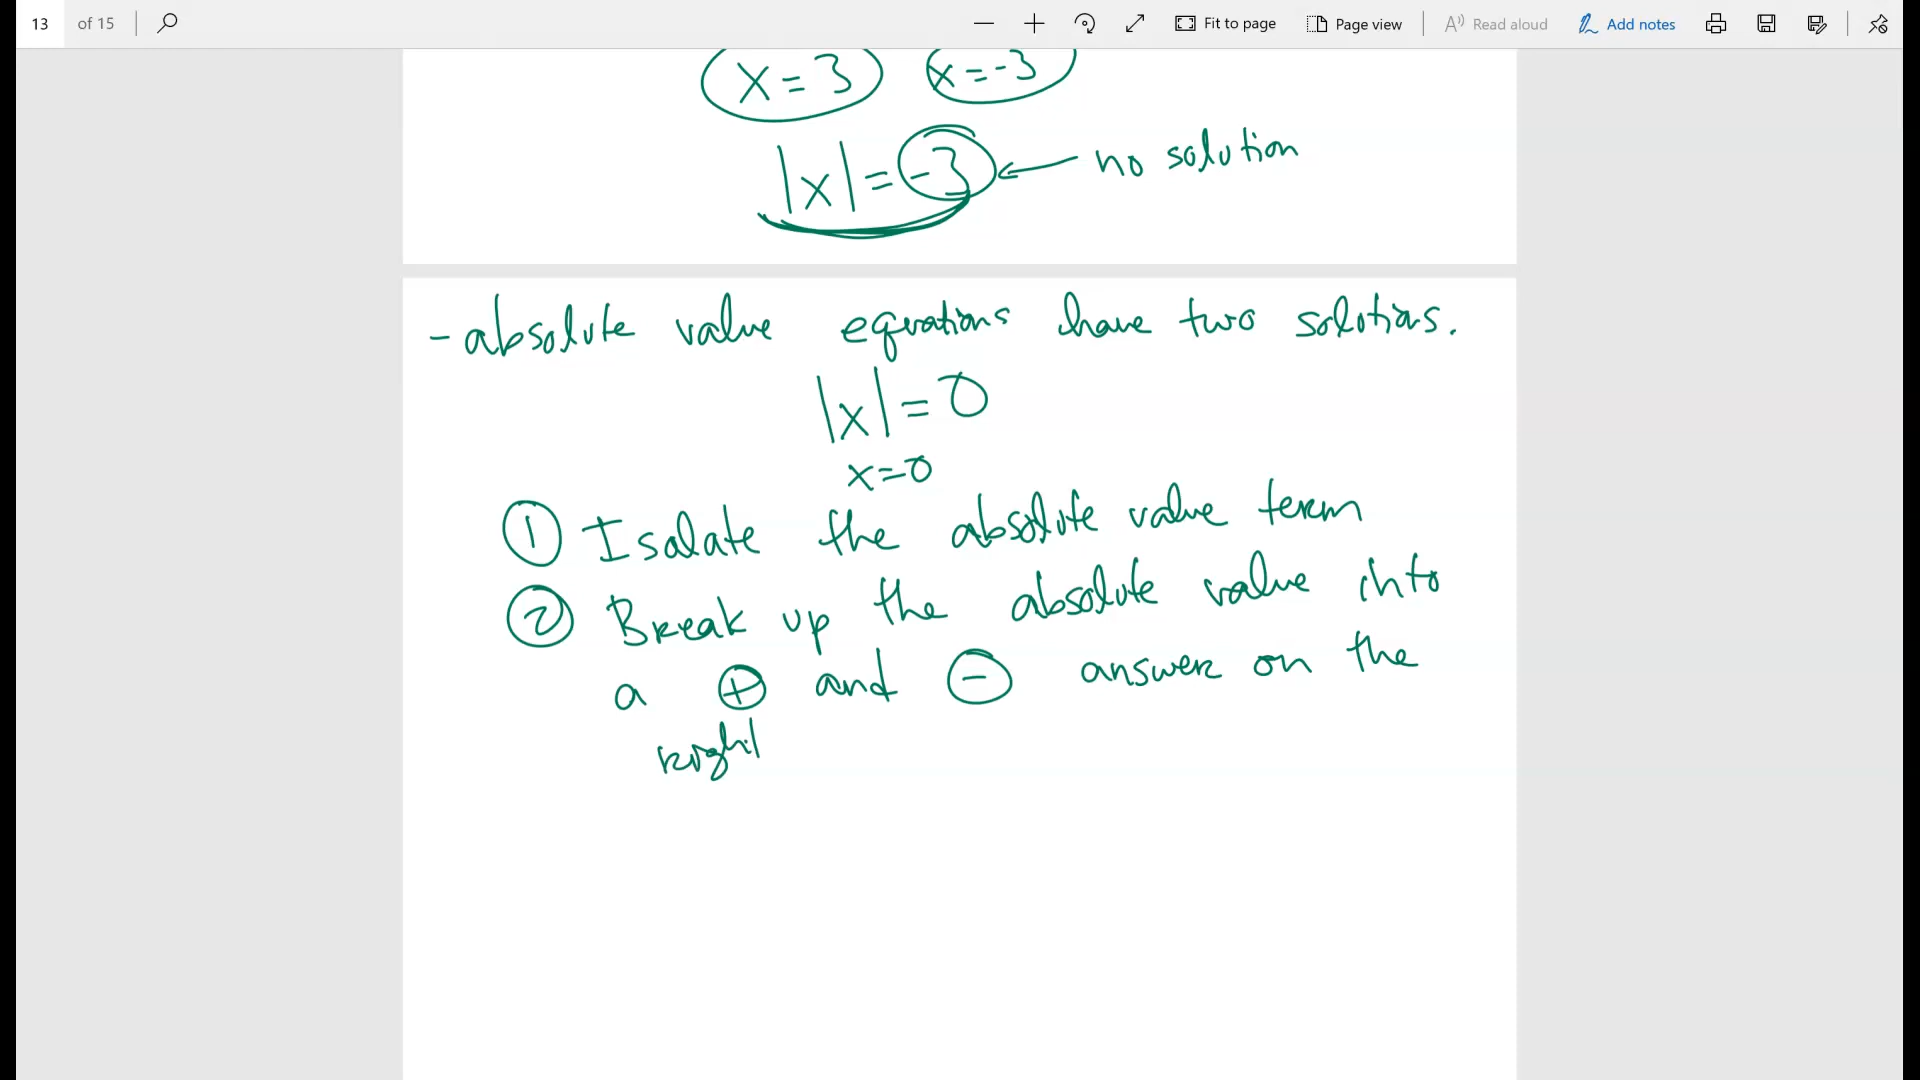 13 of 15 Fit to page Page view Read aloud Add notes
x = 3 x = -3
|x| = -3 ← no solution
- absolute value equations have two solutions.
|x| = 0
x=0
① Isolate the absolute value term
② Break up the absolute value into
a ⊕ and ⊖ answer on the
right